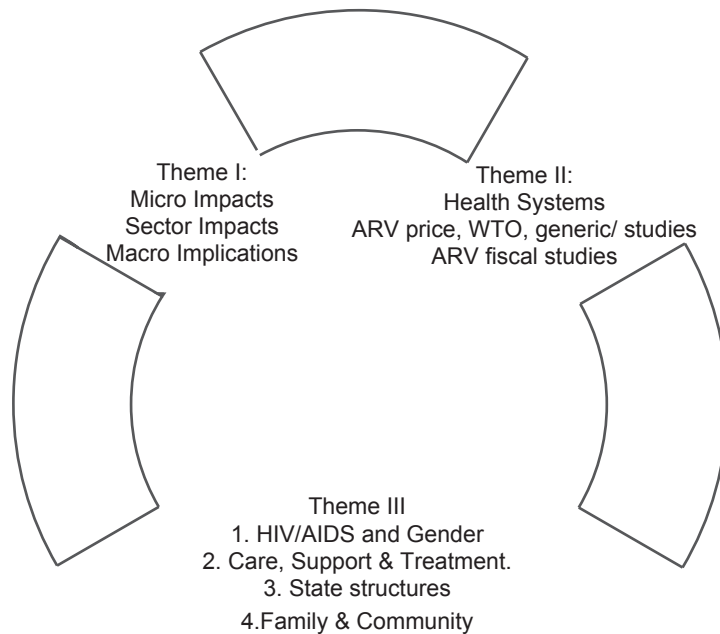 Theme I:
Micro Impacts
Sector Impacts
Macro Implications
Theme II:
Health Systems
ARV price, WTO, generic/ studies
ARV fiscal studies
Theme III
1. HIV/AIDS and Gender
2. Care, Support & Treatment.
3. State structures
4.Family & Community